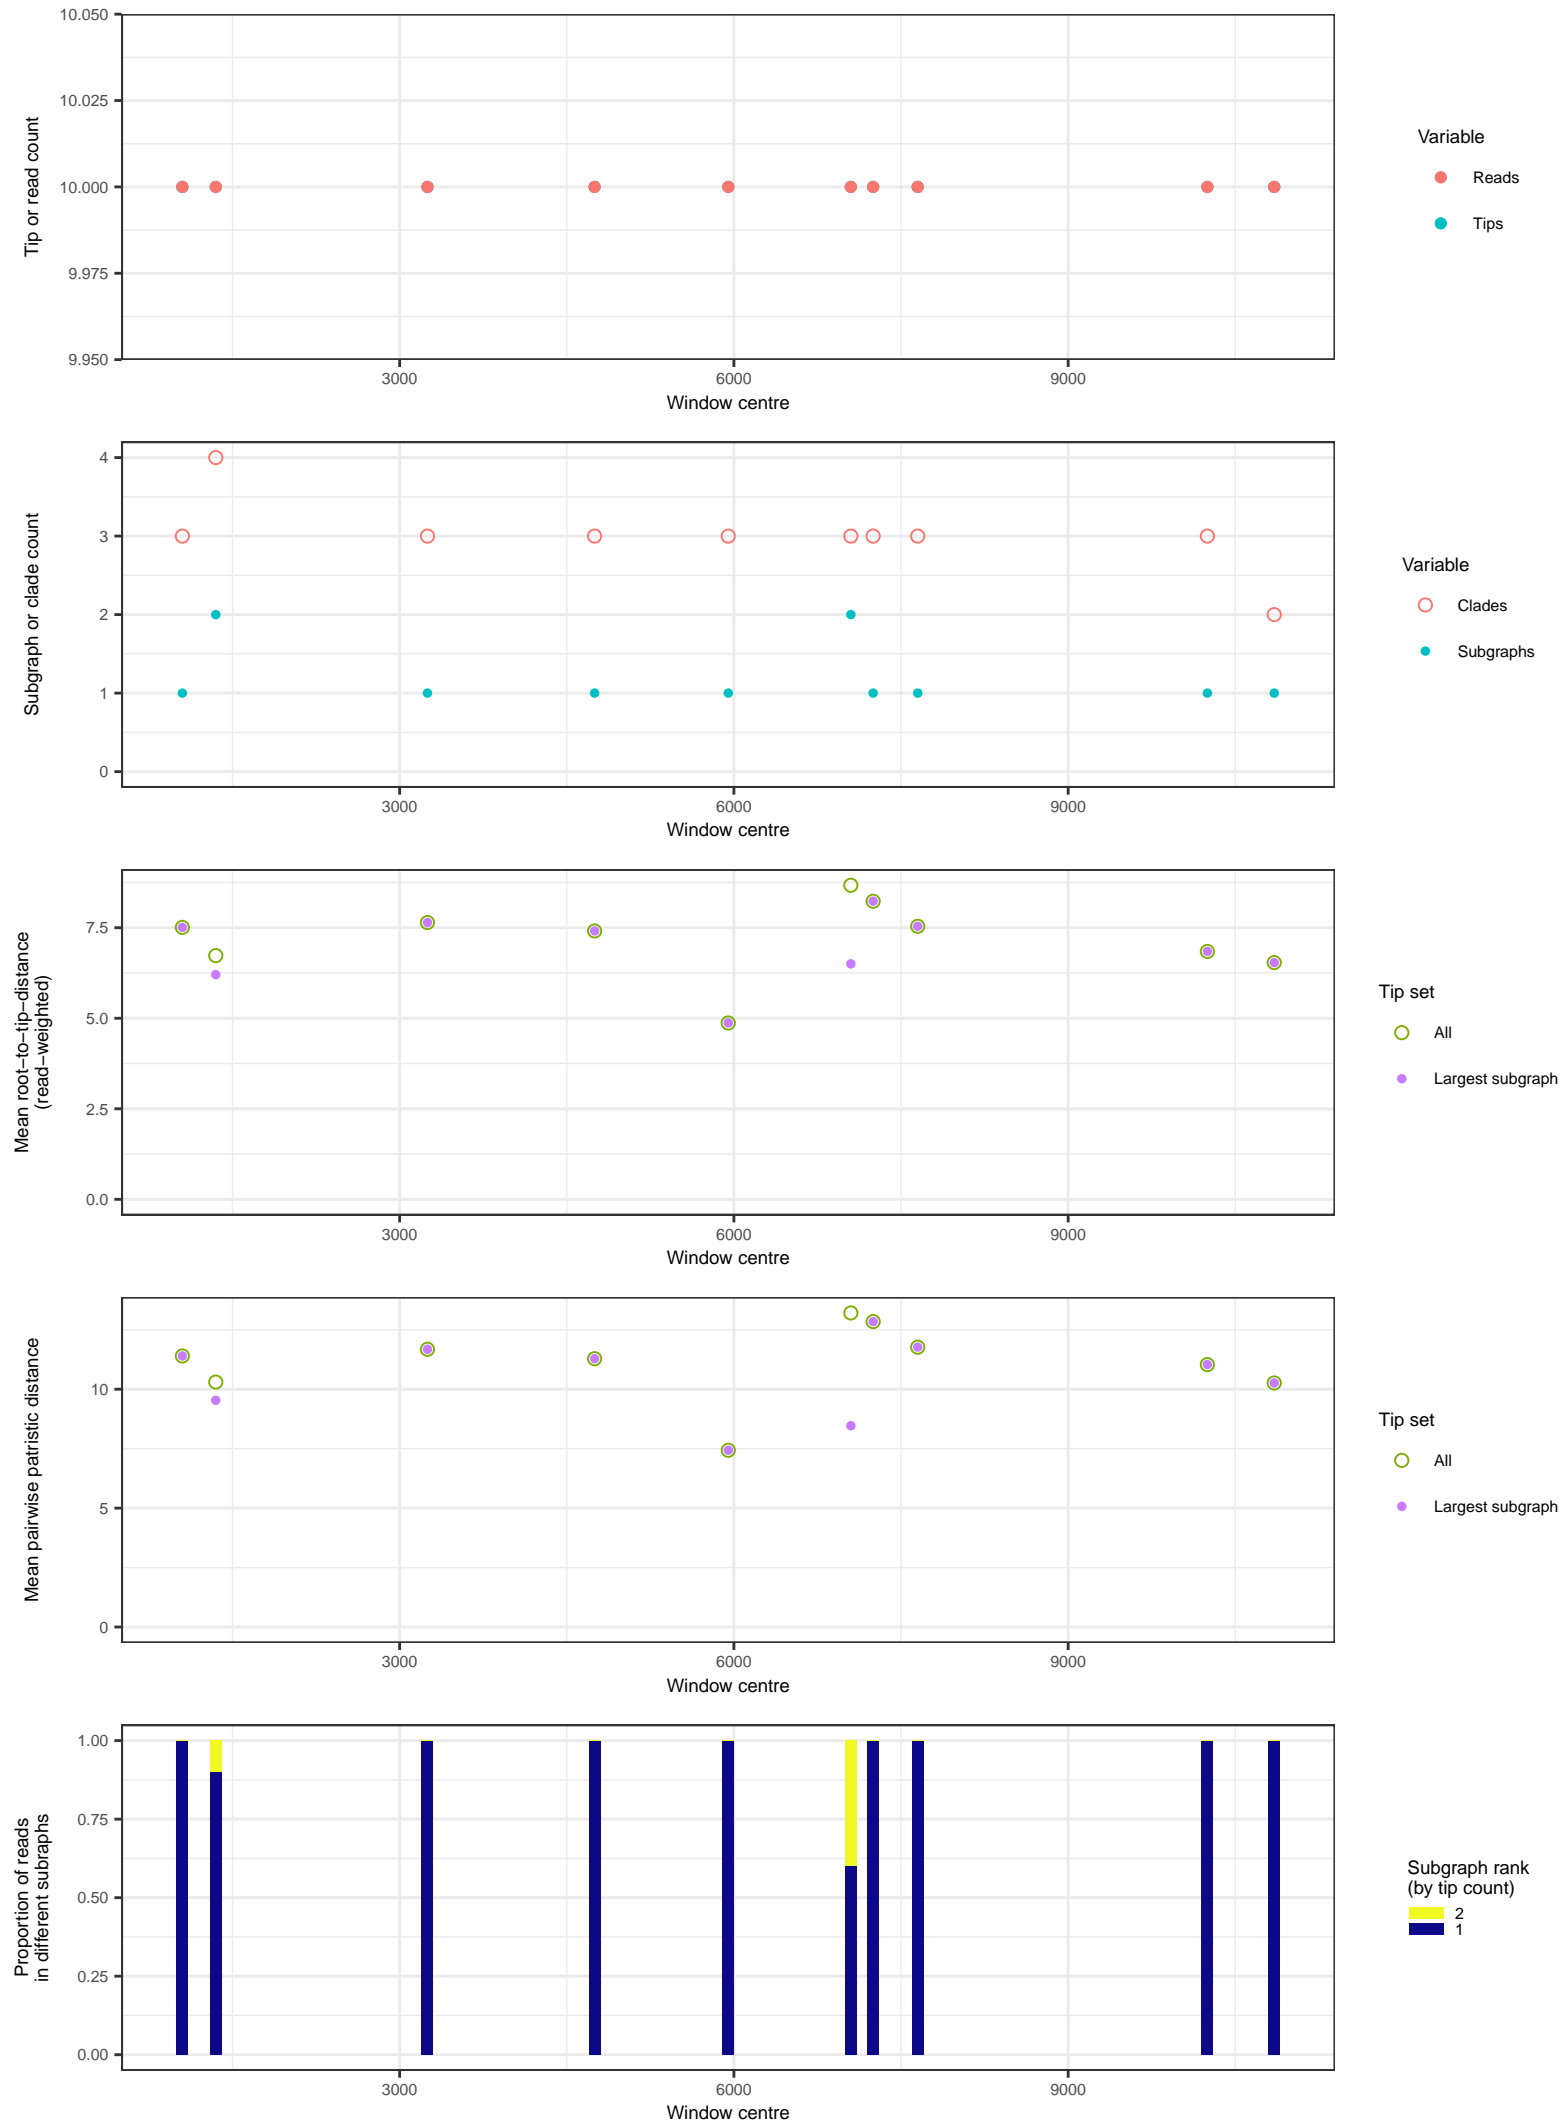 10.050
10.025
10.000
9.975
9.950
Tip or read count
3000 6000 9000
Window centre
Variable
Reads
Tips
4
3
2
1
0
Subgraph or clade count
3000 6000 9000
Window centre
Variable
Clades
Subgraphs
7.5
5.0
2.5
0.0
Mean root−to−tip−distance
(read−weighted)
3000 6000 9000
Window centre
Tip set
All
Largest subgraph
10
5
0
Mean pairwise patristic distance
3000 6000 9000
Window centre
Tip set
All
Largest subgraph
1.00
0.75
0.50
0.25
0.00
Proportion of reads
in different subraphs
3000 6000 9000
Window centre
Subgraph rank
(by tip count)
2
1